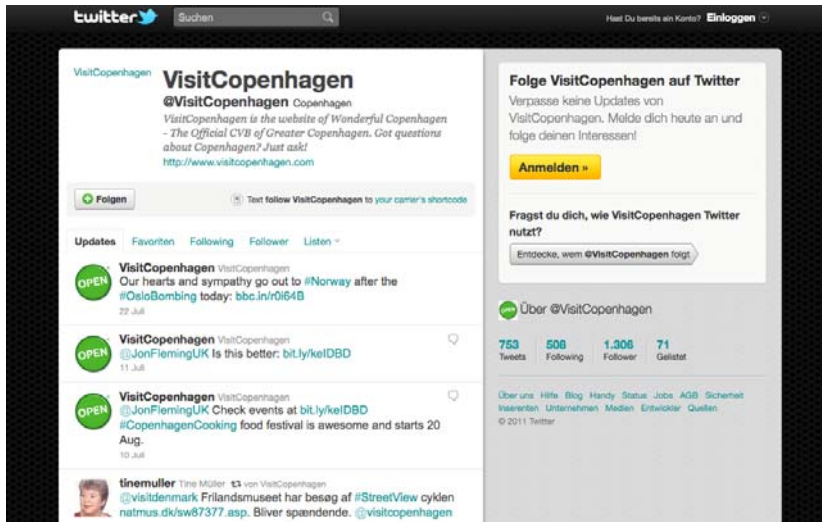 twitter
Suchen
Hast Du bereits ein Konto? Einloggen
VisitCopenhagen
VisitCopenhagen
@VisitCopenhagen Copenhagen
VisitCopenhagen is the website of Wonderful Copenhagen
- The Official CVB of Greater Copenhagen. Got questions
about Copenhagen? Just ask!
http://www.visitcopenhagen.com
Folgen
Text follow VisitCopenhagen to your carrier's shortcode
Updates Favoriten Following Follower Listen
OPEN
VisitCopenhagen VisitCopenhagen
Our hearts and sympathy go out to #Norway after the
#OsloBombing today: bbc.in/r0i64B
22 Juli
OPEN
VisitCopenhagen VisitCopenhagen
@JonFlemingUK Is this better: bit.ly/keIDBD
11 Juli
OPEN
VisitCopenhagen VisitCopenhagen
@JonFlemingUK Check events at bit.ly/keIDBD
#CopenhagenCooking food festival is awesome and starts 20
Aug.
10 Juli
tinemuller Tine Müller von VisitCopenhagen
@visitdenmark Frilandsmuseet har besøg af #StreetView cyklen
natmus.dk/sw87377.asp. Bliver spændende. @visitcopenhagen
Folge VisitCopenhagen auf Twitter
Verpasse keine Updates von
VisitCopenhagen. Melde dich heute an und
folge deinen Interessen!
Anmelden »
Fragst du dich, wie VisitCopenhagen Twitter
nutzt?
Entdecke, wem @VisitCopenhagen folgt
OPEN
Über @VisitCopenhagen
753 508 1.306 71
Tweets Following Follower Gelistet
Über uns Hilfe Blog Handy Status Jobs AGB Sicherheit
Inserenten Unternehmen Medien Entwickler Quellen
© 2011 Twitter